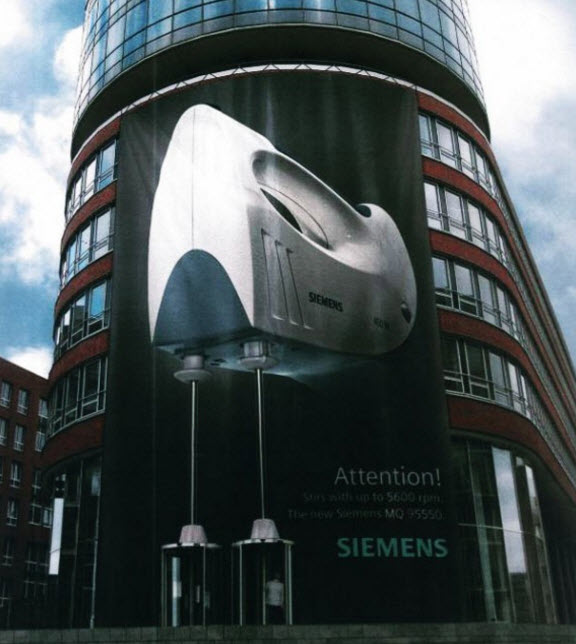 SIEMENS
Attention!
Stirs with up to 5600 rpm.
The new Siemens MQ 95550.
SIEMENS